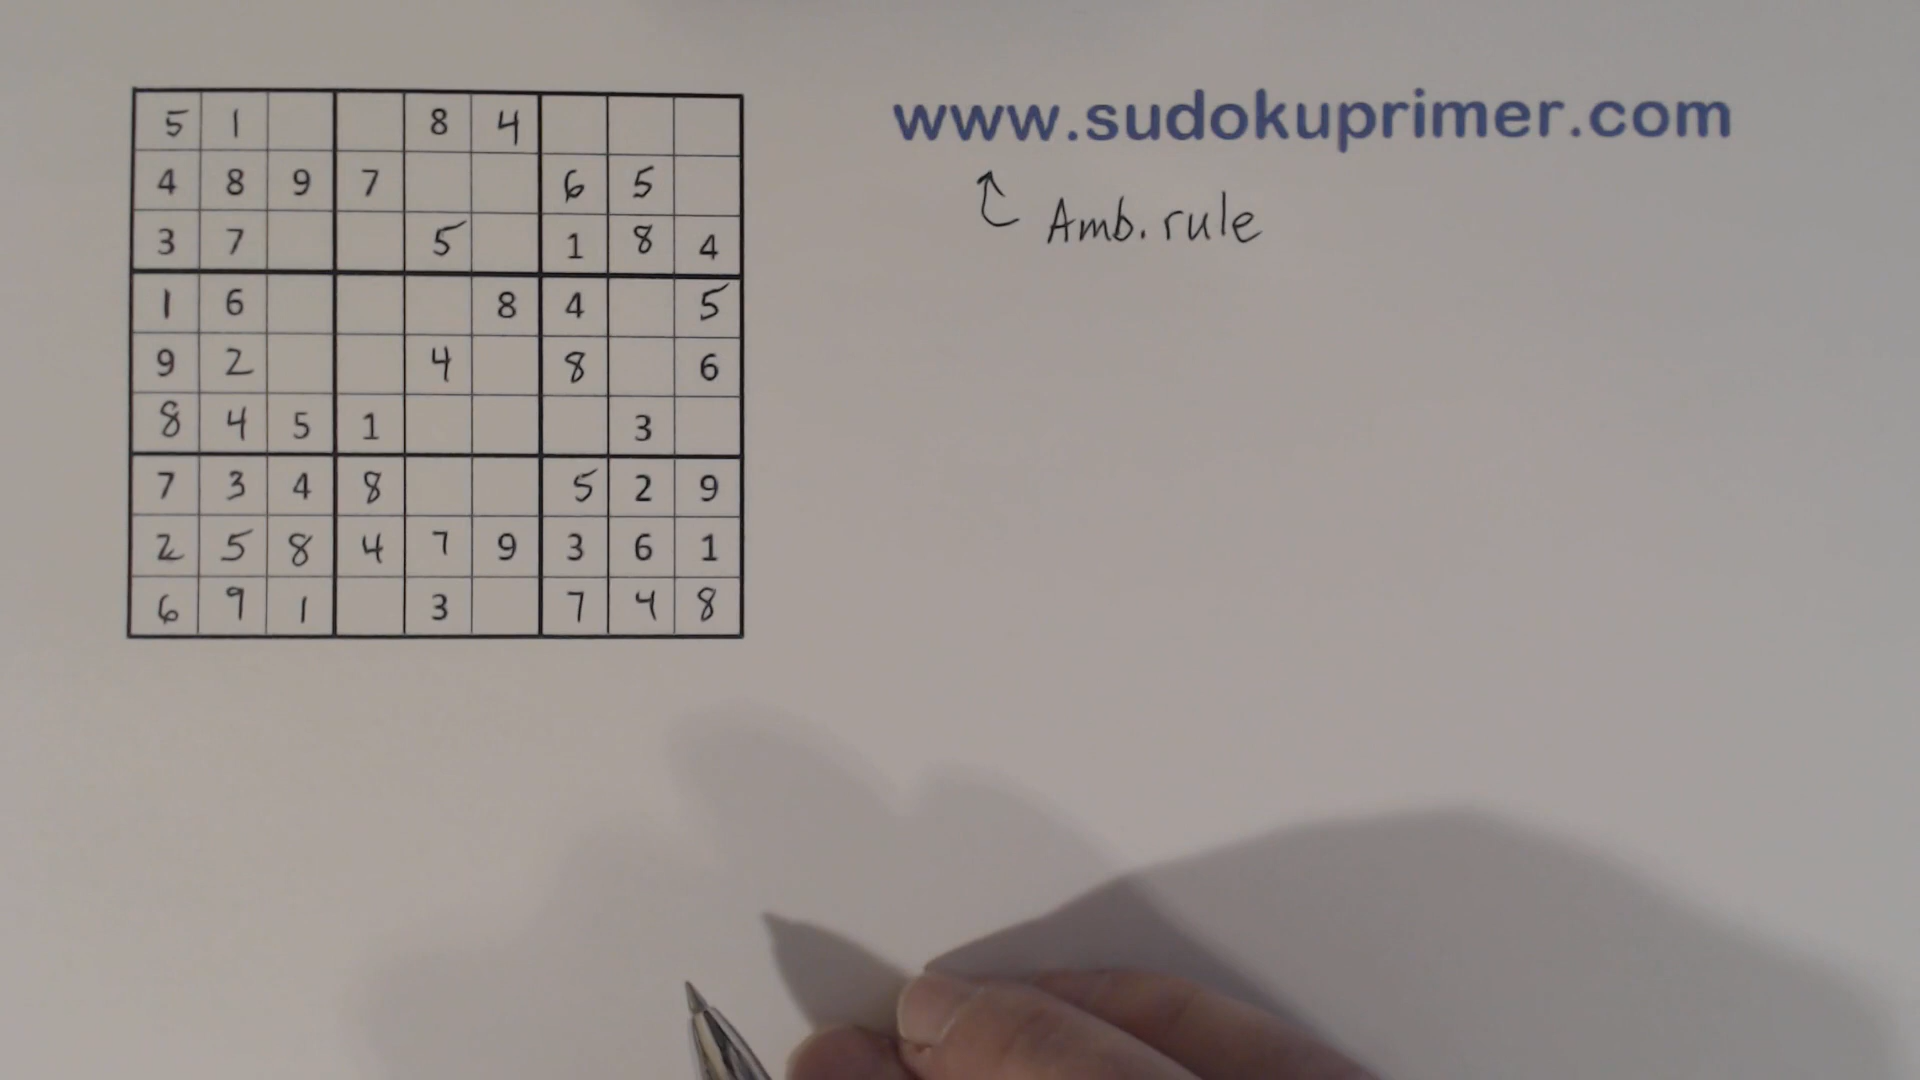 www.sudokuprimer.com
Amb. rule
5 1 8 4
4 8 9 7 6 5
3 7 5 1 8 4
1 6 8 4 5
9 2 4 8 6
8 4 5 1 3
7 3 4 8 5 2 9
2 5 8 4 7 9 3 6 1
6 9 1 3 7 4 8